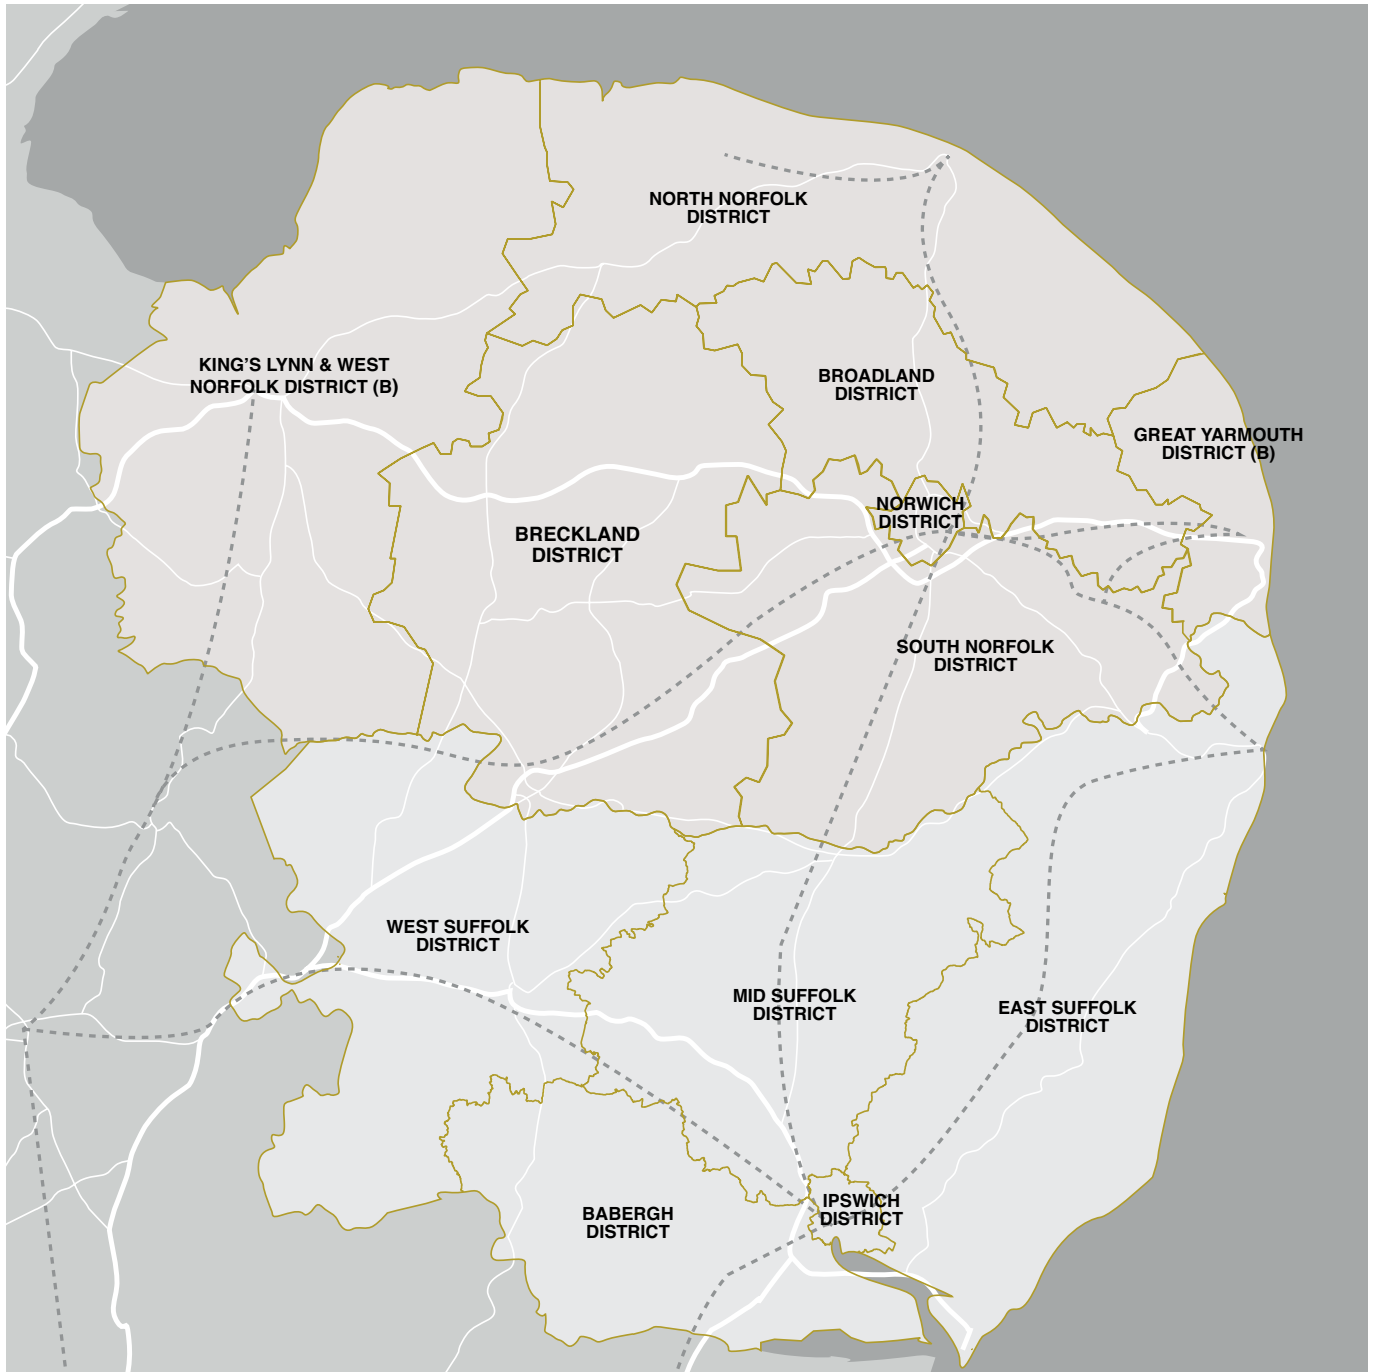 NORTH NORFOLK
DISTRICT
KING'S LYNN & WEST
NORFOLK DISTRICT (B)
BROADLAND
DISTRICT
GREAT YARMOUTH
DISTRICT (B)
NORWICH
DISTRICT
BRECKLAND
DISTRICT
SOUTH NORFOLK
DISTRICT
WEST SUFFOLK
DISTRICT
MID SUFFOLK
DISTRICT
EAST SUFFOLK
DISTRICT
IPSWICH
DISTRICT
BABERGH
DISTRICT